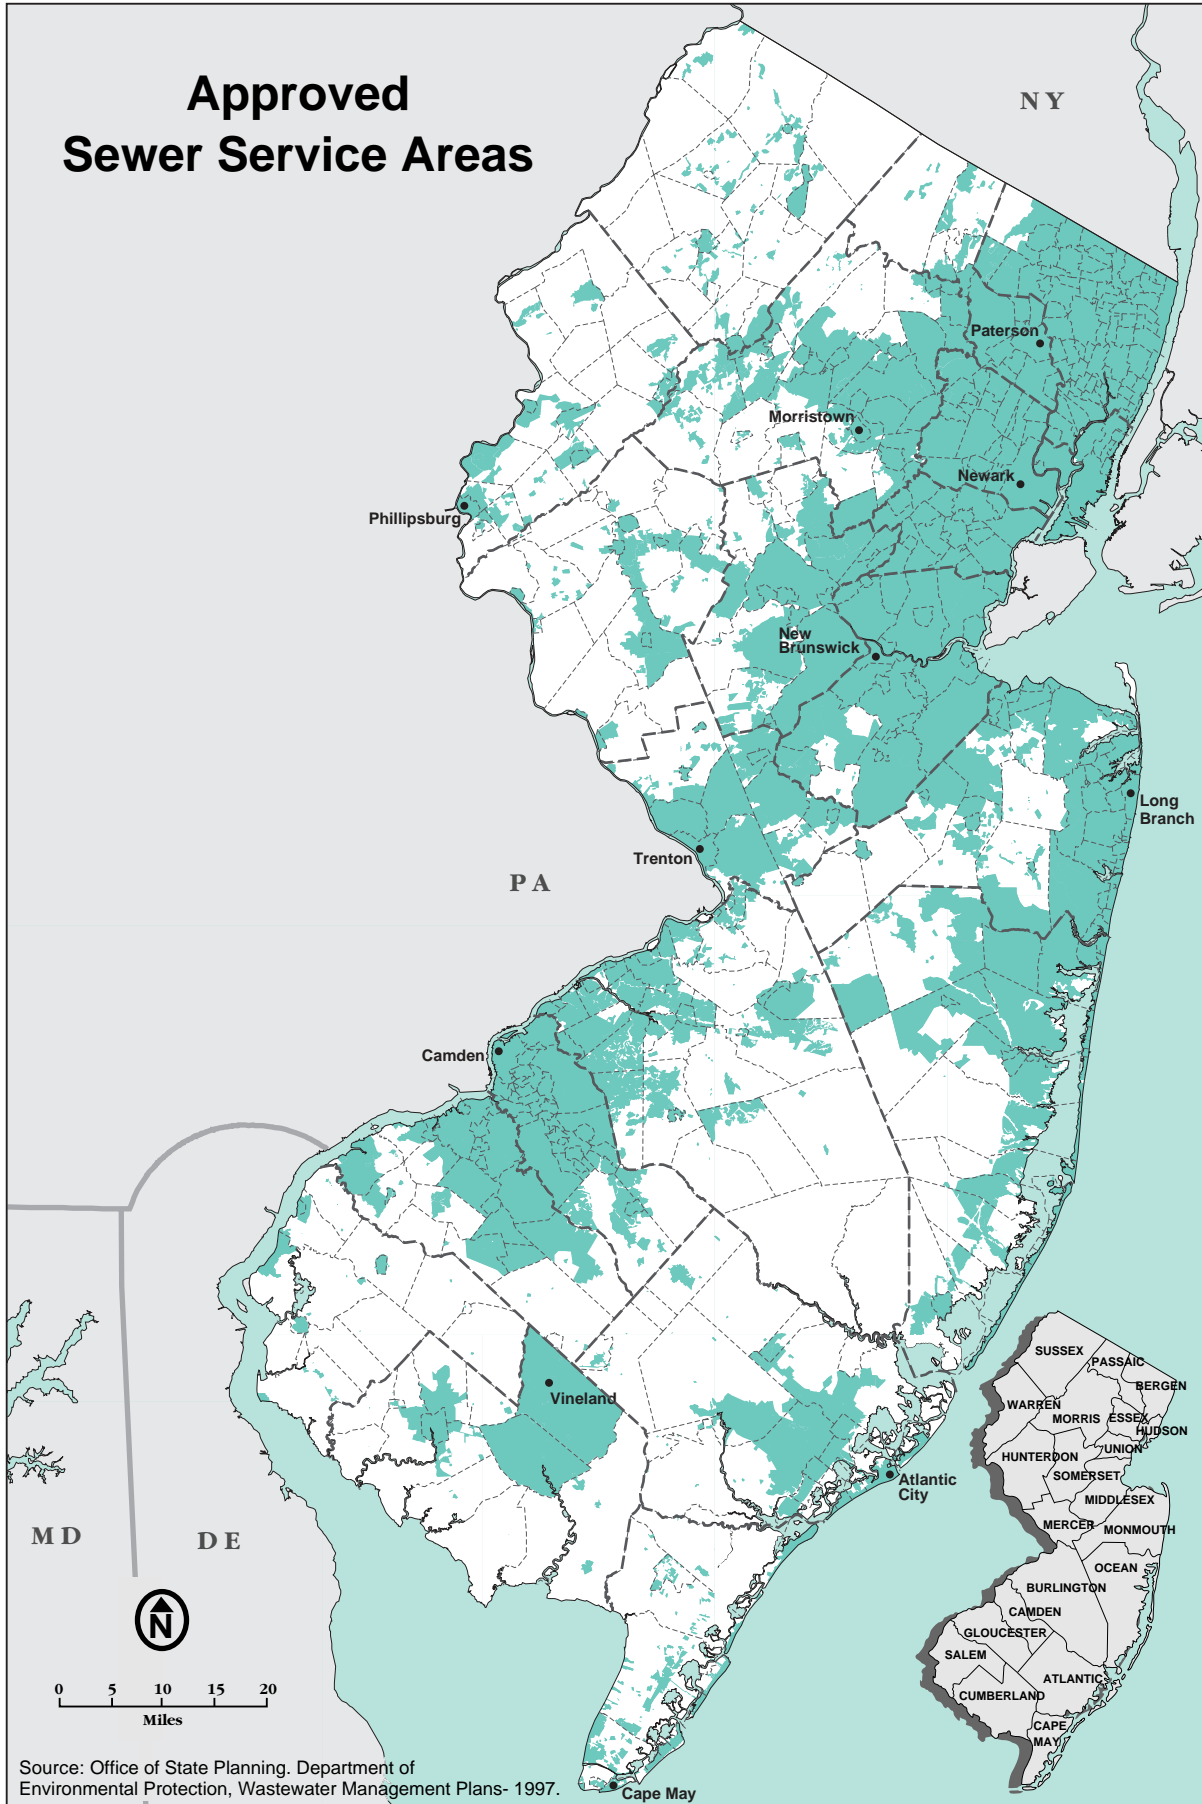 Approved
Sewer Service Areas
NY
Paterson
Morristown
Newark
Phillipsburg
New
Brunswick
Long
Branch
Trenton
PA
Camden
Vineland
Atlantic
City
MD
DE
N
0 5 10 15 20
Miles
Cape May
SUSSEX
PASSAIC
BERGEN
WARREN
MORRIS
ESSEX
HUDSON
HUNTERDON
UNION
SOMERSET
MIDDLESEX
MERCER
MONMOUTH
OCEAN
BURLINGTON
CAMDEN
GLOUCESTER
SALEM
ATLANTIC
CUMBERLAND
CAPE
MAY
Source: Office of State Planning. Department of
Environmental Protection, Wastewater Management Plans- 1997.